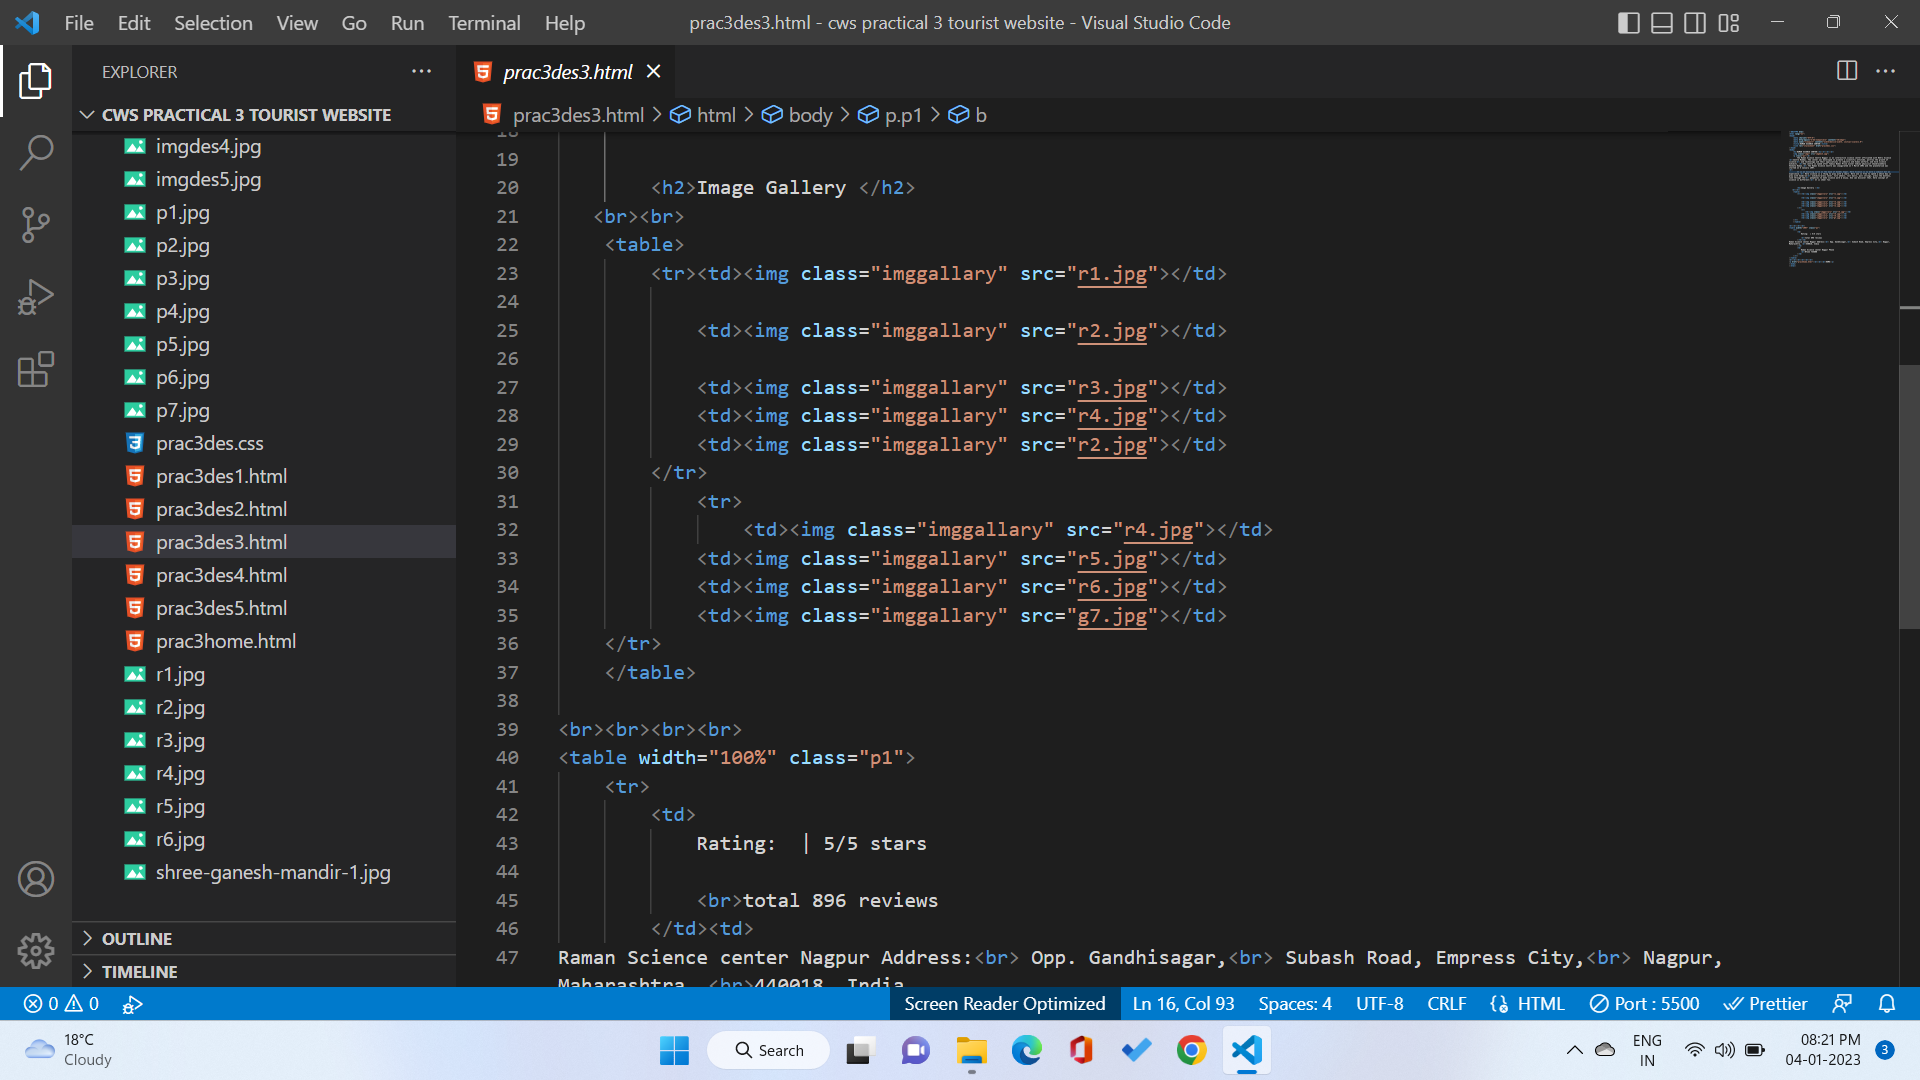 File Edit Selection View Go Run Terminal Help prac3des3.html - cws practical 3 tourist website - Visual Studio Code
EXPLORER
CWS PRACTICAL 3 TOURIST WEBSITE
imgdes4.jpg
imgdes5.jpg
p1.jpg
p2.jpg
p3.jpg
p4.jpg
p5.jpg
p6.jpg
p7.jpg
prac3des.css
prac3des1.html
prac3des2.html
prac3des3.html
prac3des4.html
prac3des5.html
prac3home.html
r1.jpg
r2.jpg
r3.jpg
r4.jpg
r5.jpg
r6.jpg
shree-ganesh-mandir-1.jpg
OUTLINE
TIMELINE
prac3des3.html
prac3des3.html > html > body > p.p1 > b
18
19
20 <h2>Image Gallery </h2>
21 <br><br>
22 <table>
23 <tr><td><img class="imggallary" src="r1.jpg"></td>
24
25 <td><img class="imggallary" src="r2.jpg"></td>
26
27 <td><img class="imggallary" src="r3.jpg"></td>
28 <td><img class="imggallary" src="r4.jpg"></td>
29 <td><img class="imggallary" src="r2.jpg"></td>
30 </tr>
31 <tr>
32 <td><img class="imggallary" src="r4.jpg"></td>
33 <td><img class="imggallary" src="r5.jpg"></td>
34 <td><img class="imggallary" src="r6.jpg"></td>
35 <td><img class="imggallary" src="g7.jpg"></td>
36 </tr>
37 </table>
38
39 <br><br><br><br>
40 <table width="100%" class="p1">
41 <tr>
42 <td>
43 Rating: | 5/5 stars
44
45 <br>total 896 reviews
46 </td><td>
47 Raman Science center Nagpur Address:<br> Opp. Gandhisagar,<br> Subash Road, Empress City,<br> Nagpur,
Maharashtra, <br>440018, India
0 0 Screen Reader Optimized Ln 16, Col 93 Spaces: 4 UTF-8 CRLF HTML Port : 5500 Prettier
18°C
Cloudy
Search
ENG
IN
08:21 PM
04-01-2023
3